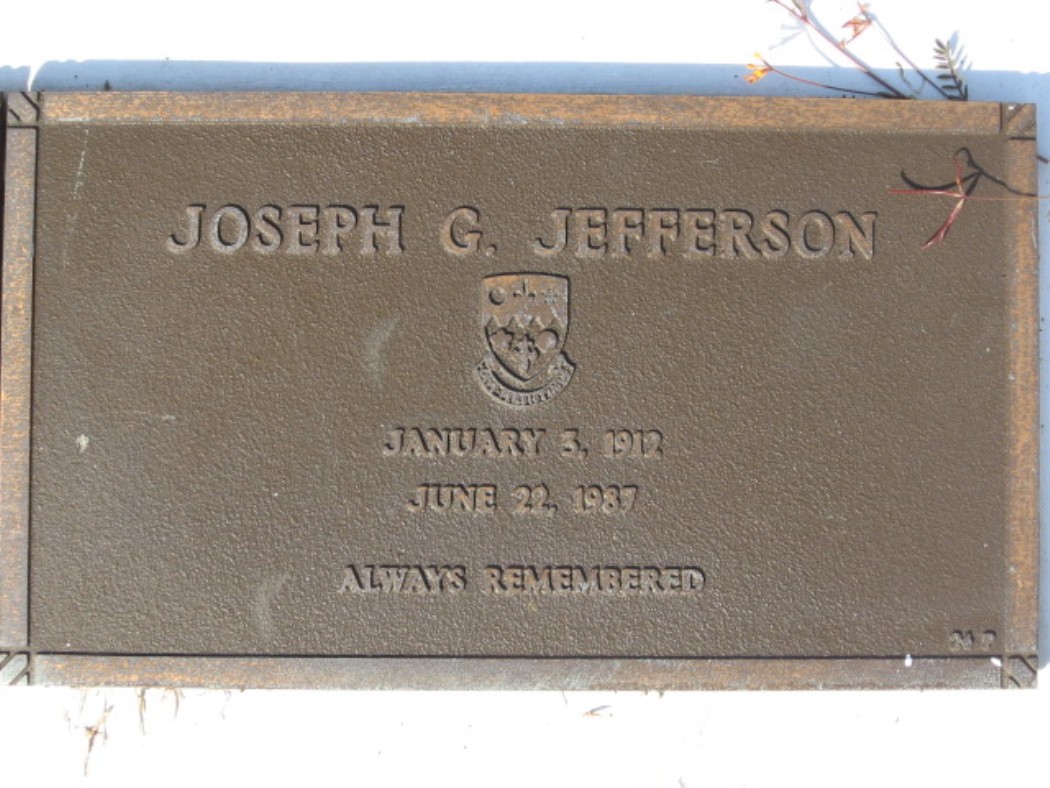 JOSEPH G. JEFFERSON
JANUARY 3, 1912
JUNE 22, 1987
ALWAYS REMEMBERED